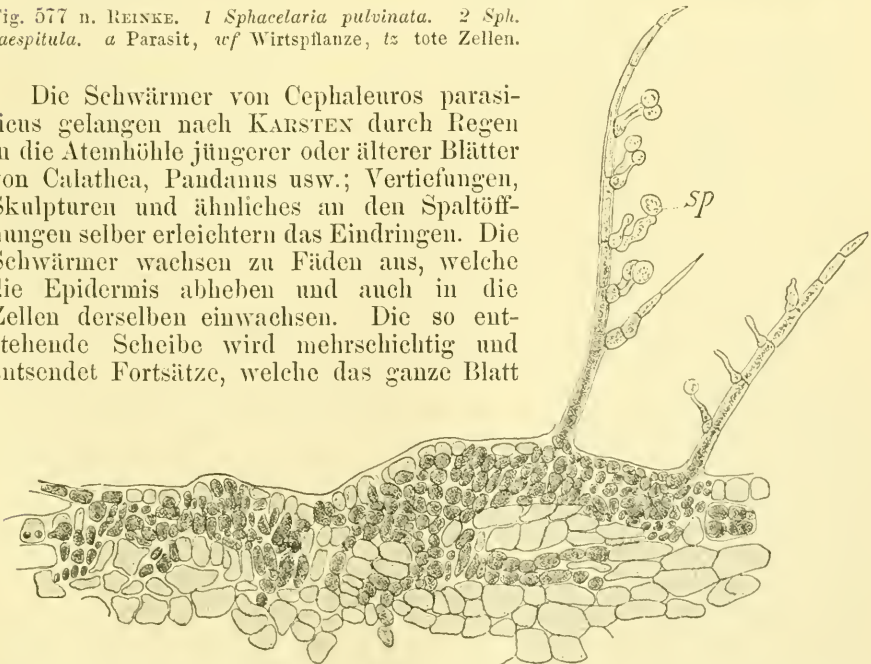 Fig. 577 n. REINKE. 1 Sphacelaria pulvinata. 2 Sph.
aespitula. a Parasit, wf Wirtspflanze, tz tote Zellen.
Die Schwärmer von Cephaleuros parasi-
icus gelangen nach KARSTEN durch Regen
n die Atemhöhle jüngerer oder älterer Blätter
von Calathea, Pandanus usw.; Vertiefungen,
Skulpturen und ähnliches an den Spaltöff-
nungen selber erleichtern das Eindringen. Die
Schwärmer wachsen zu Fäden aus, welche
die Epidermis abheben und auch in die
Zellen derselben einwachsen. Die so ent-
stehende Scheibe wird mehrschichtig und
entsendet Fortsätze, welche das ganze Blatt
sp